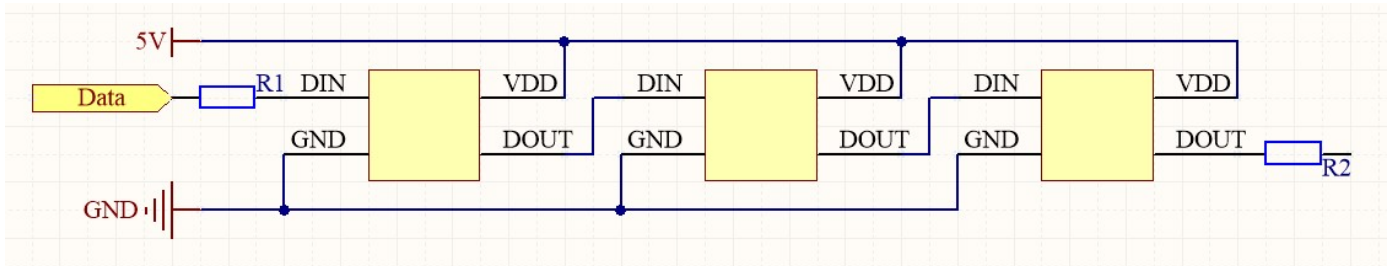 5V
Data
R1 DIN VDD DIN VDD DIN VDD
GND DOUT GND DOUT GND DOUT
R2
GND